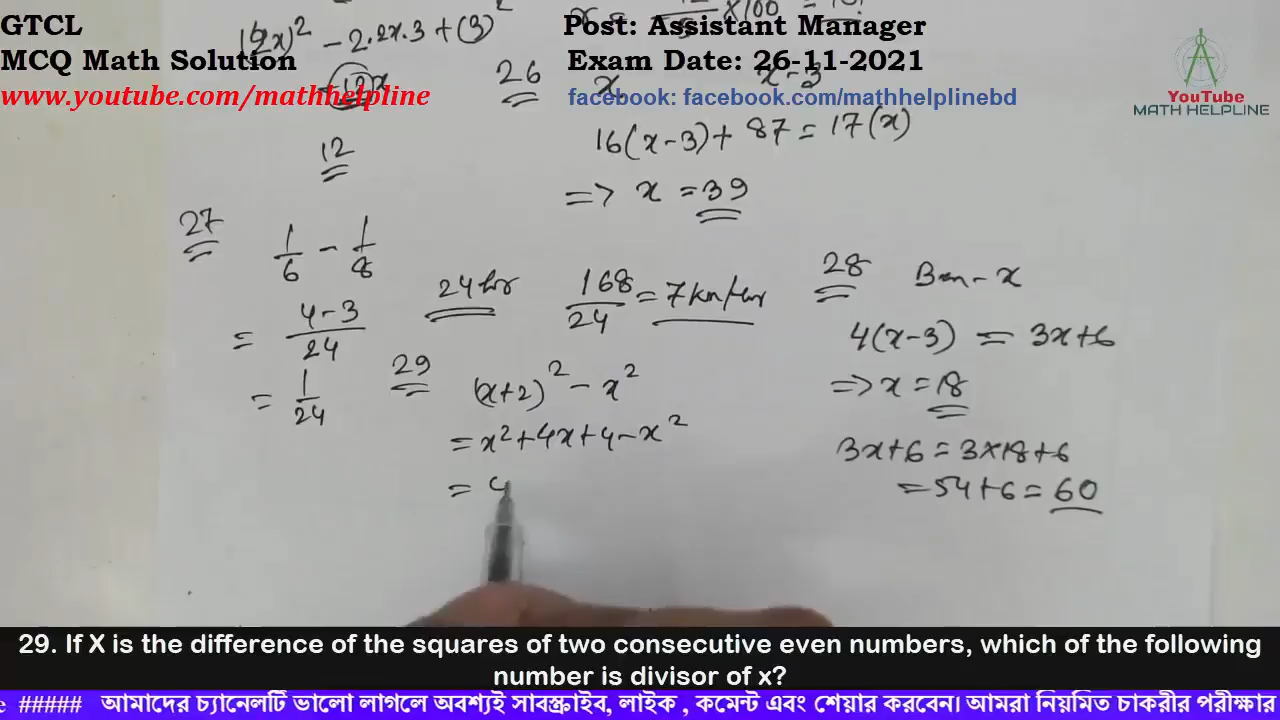 GTCL
MCQ Math Solution
www.youtube.com/mathhelpline
Post: Assistant Manager
Exam Date: 26-11-2021
facebook: facebook.com/mathhelplinebd
YouTube
MATH HELPLINE
(2x)² - 2.2x.3 + (3)²
12x
12
26
x
x-3
16(x-3) + 87 = 17(x)
=> x = 39
27
1/6 - 1/8
= 4-3/24
= 1/24
24 hr
168/24 = 7 km/hr
28
Ben - x
4(x-3) = 3x+6
=> x = 18
3x+6 = 3×18+6
= 54+6 = 60
29
(x+2)² - x²
= x²+4x+4-x²
= 4
29. If X is the difference of the squares of two consecutive even numbers, which of the following
number is divisor of x?
e ##### আমাদের চ্যানেলটি ভালো লাগলে অবশ্যই সাবস্ক্রাইব, লাইক , কমেন্ট এবং শেয়ার করবেন। আমরা নিয়মিত চাকরীর পরীক্ষার